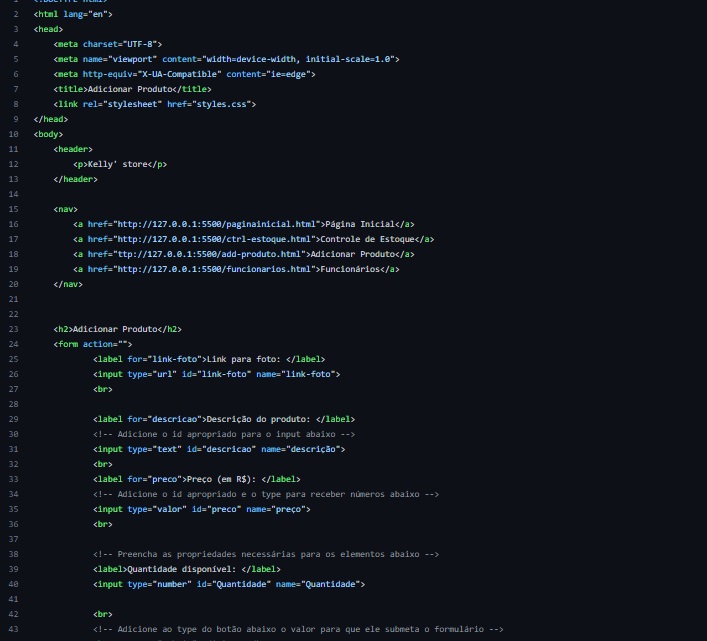 1 <!DOCTYPE html>
2 <html lang="en">
3 <head>
4 <meta charset="UTF-8">
5 <meta name="viewport" content="width=device-width, initial-scale=1.0">
6 <meta http-equiv="X-UA-Compatible" content="ie=edge">
7 <title>Adicionar Produto</title>
8 <link rel="stylesheet" href="styles.css">
9 </head>
10 <body>
11 <header>
12 <p>Kelly' store</p>
13 </header>
14
15 <nav>
16 <a href="http://127.0.0.1:5500/paginainicial.html">Página Inicial</a>
17 <a href="http://127.0.0.1:5500/ctrl-estoque.html">Controle de Estoque</a>
18 <a href="ttp://127.0.0.1:5500/add-produto.html">Adicionar Produto</a>
19 <a href="ttp://127.0.0.1:5500/funcionarios.html">Funcionários</a>
20 </nav>
21
22
23 <h2>Adicionar Produto</h2>
24 <form action="">
25 <label for="link-foto">Link para foto: </label>
26 <input type="url" id="link-foto" name="link-foto">
27 <br>
28
29 <label for="descricao">Descrição do produto: </label>
30 <!-- Adicione o id apropriado para o input abaixo -->
31 <input type="text" id="descricao" name="descrição">
32 <br>
33 <label for="preco">Preço (em R$): </label>
34 <!-- Adicione o id apropriado e o type para receber números abaixo -->
35 <input type="valor" id="preco" name="preço">
36 <br>
37
38 <!-- Preencha as propriedades necessárias para os elementos abaixo -->
39 <label>Quantidade disponível: </label>
40 <input type="number" id="Quantidade" name="Quantidade">
41
42 <br>
43 <!-- Adicione ao type do botão abaixo o valor para que ele submeta o formulário -->